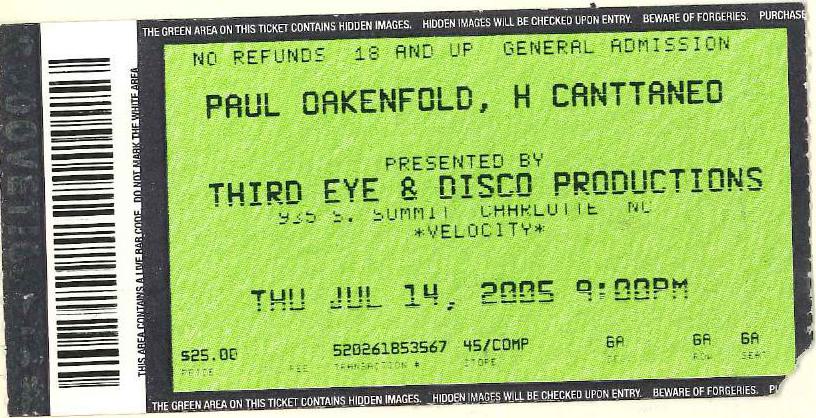 THE GREEN AREA ON THIS TICKET CONTAINS HIDDEN IMAGES. HIDDEN IMAGES WILL BE CHECKED UPON ENTRY. BEWARE OF FORGERIES. PURCHASE
NO REFUNDS 18 AND UP GENERAL ADMISSION
PAUL OAKENFOLD, H CANTTANEO
PRESENTED BY
THIRD EYE & DISCO PRODUCTIONS
935 S. SUMMIT CHARLOTTE NC
*VELOCITY*
THU JUL 14, 2005 9:00PM
$25.00 520261853567 45/COMP GA GA GA
PRICE FEE TRANSACTION # STORE ROW SEAT
THE GREEN AREA ON THIS TICKET CONTAINS HIDDEN IMAGES. HIDDEN IMAGES WILL BE CHECKED UPON ENTRY. BEWARE OF FORGERIES.
THIS AREA CONTAINS A LIVE BAR CODE. DO NOT MARK THE WHITE AREA